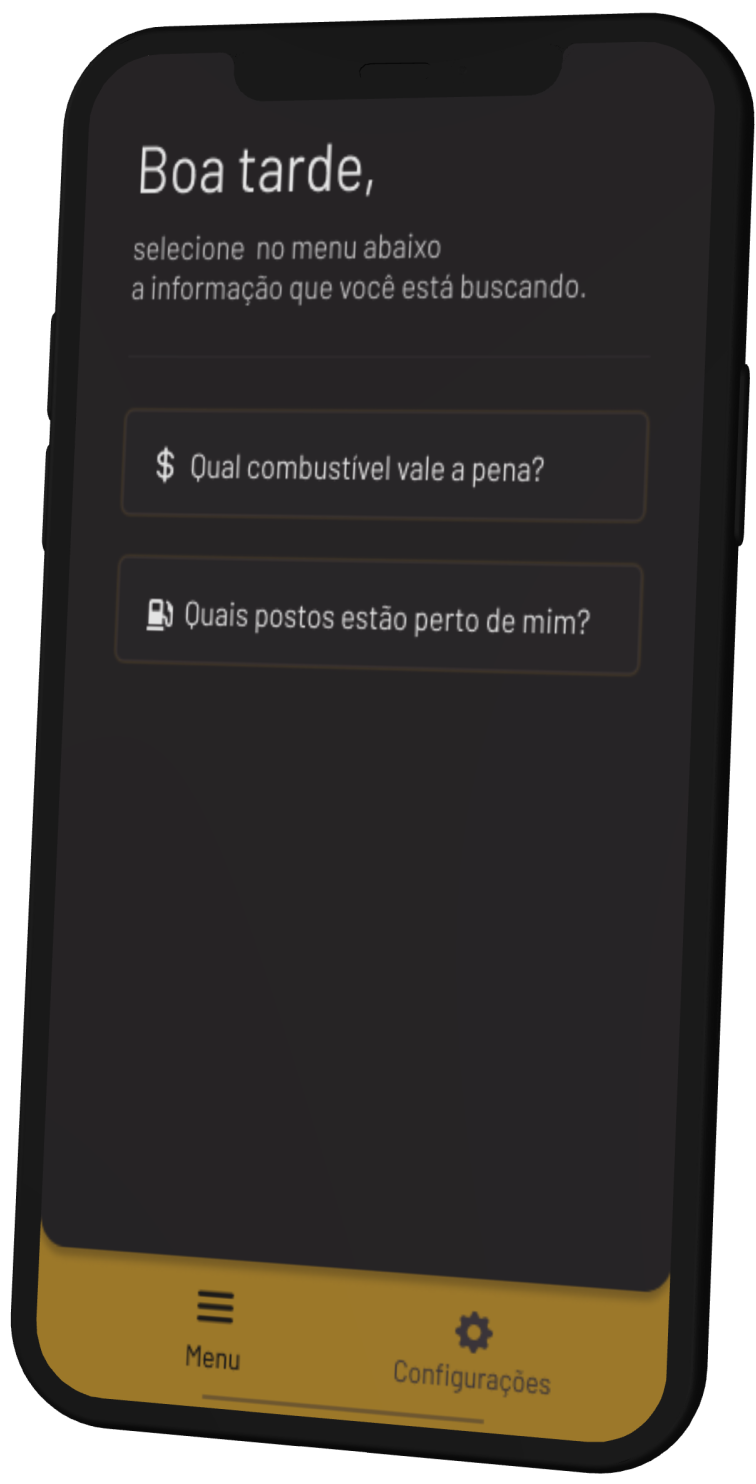 Boa tarde,
selecione no menu abaixo
a informação que você está buscando.
$ Qual combustível vale a pena?
Quais postos estão perto de mim?
Menu
Configurações